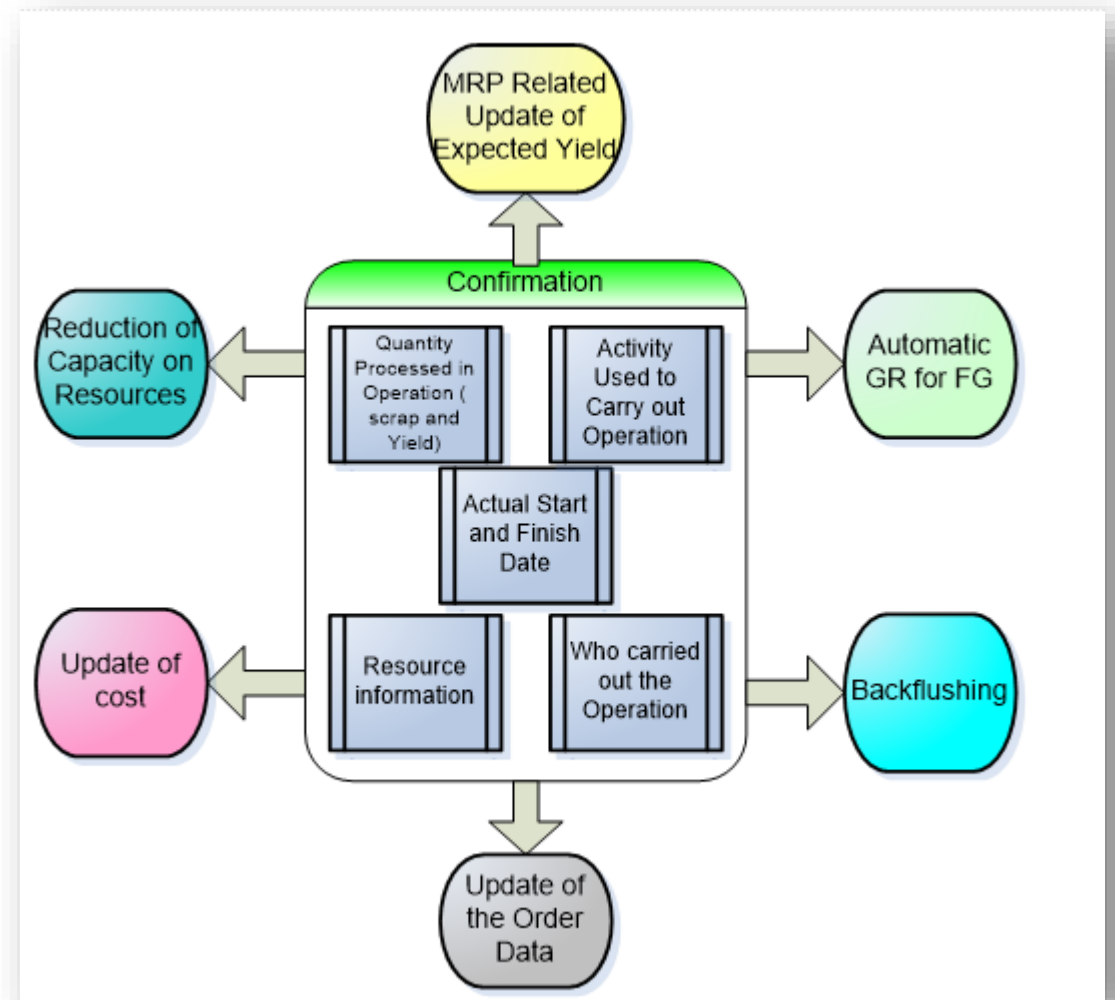 MRP Related
Update of
Expected Yield
Confirmation
Reduction of
Capacity on
Resources
Quantity
Processed in
Operation (
scrap and
Yield)
Activity
Used to
Carry out
Operation
Automatic
GR for FG
Actual Start
and Finish
Date
Update of
cost
Resource
information
Who carried
out the
Operation
Backflushing
Update of
the Order
Data